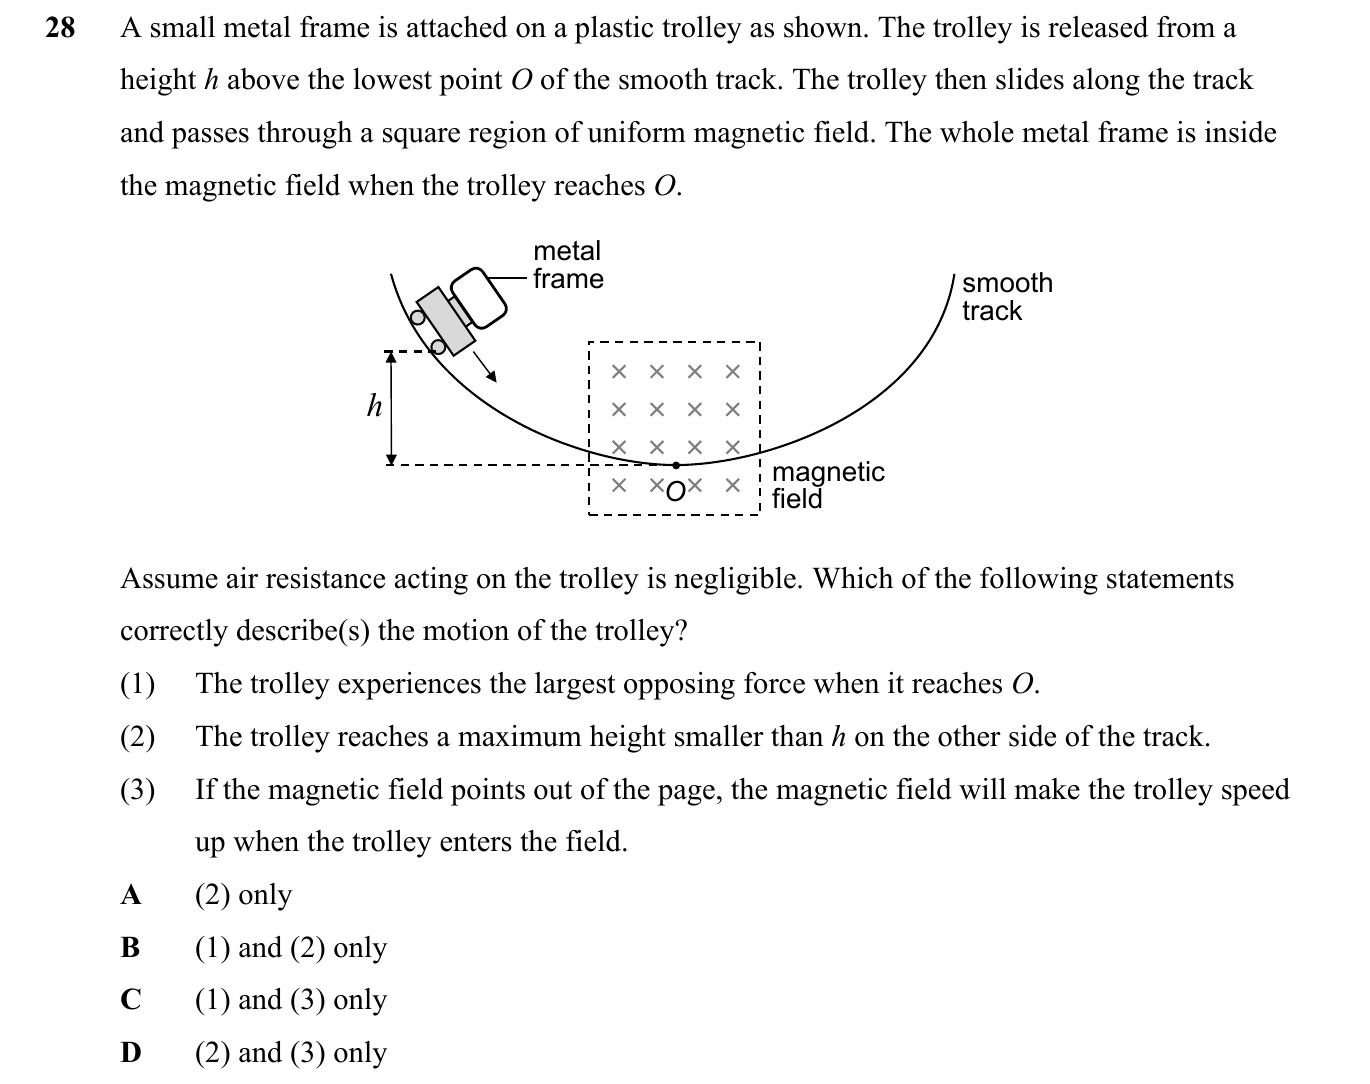 28 A small metal frame is attached on a plastic trolley as shown. The trolley is released from a
height h above the lowest point O of the smooth track. The trolley then slides along the track
and passes through a square region of uniform magnetic field. The whole metal frame is inside
the magnetic field when the trolley reaches O.
metal
frame
smooth
track
h
× × × ×
× × × ×
× × × ×
× × O × ×
magnetic
field
Assume air resistance acting on the trolley is negligible. Which of the following statements
correctly describe(s) the motion of the trolley?
(1) The trolley experiences the largest opposing force when it reaches O.
(2) The trolley reaches a maximum height smaller than h on the other side of the track.
(3) If the magnetic field points out of the page, the magnetic field will make the trolley speed
up when the trolley enters the field.
A (2) only
B (1) and (2) only
C (1) and (3) only
D (2) and (3) only